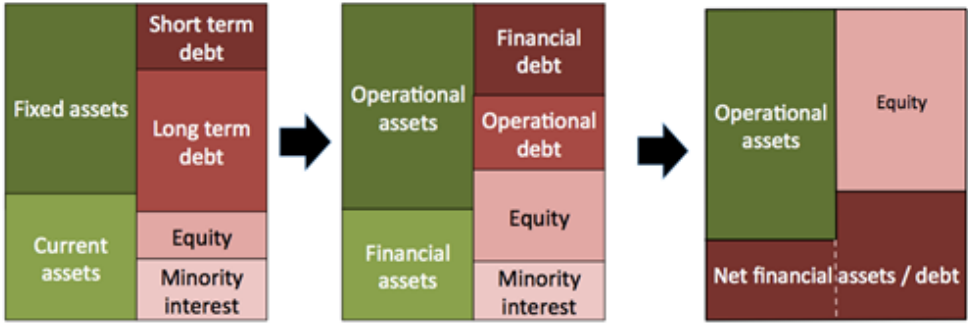 Fixed assets
Current
assets
Short term
debt
Long term
debt
Equity
Minority
interest
Operational
assets
Financial
assets
Financial
debt
Operational
debt
Equity
Minority
interest
Operational
assets
Equity
Net financial assets / debt